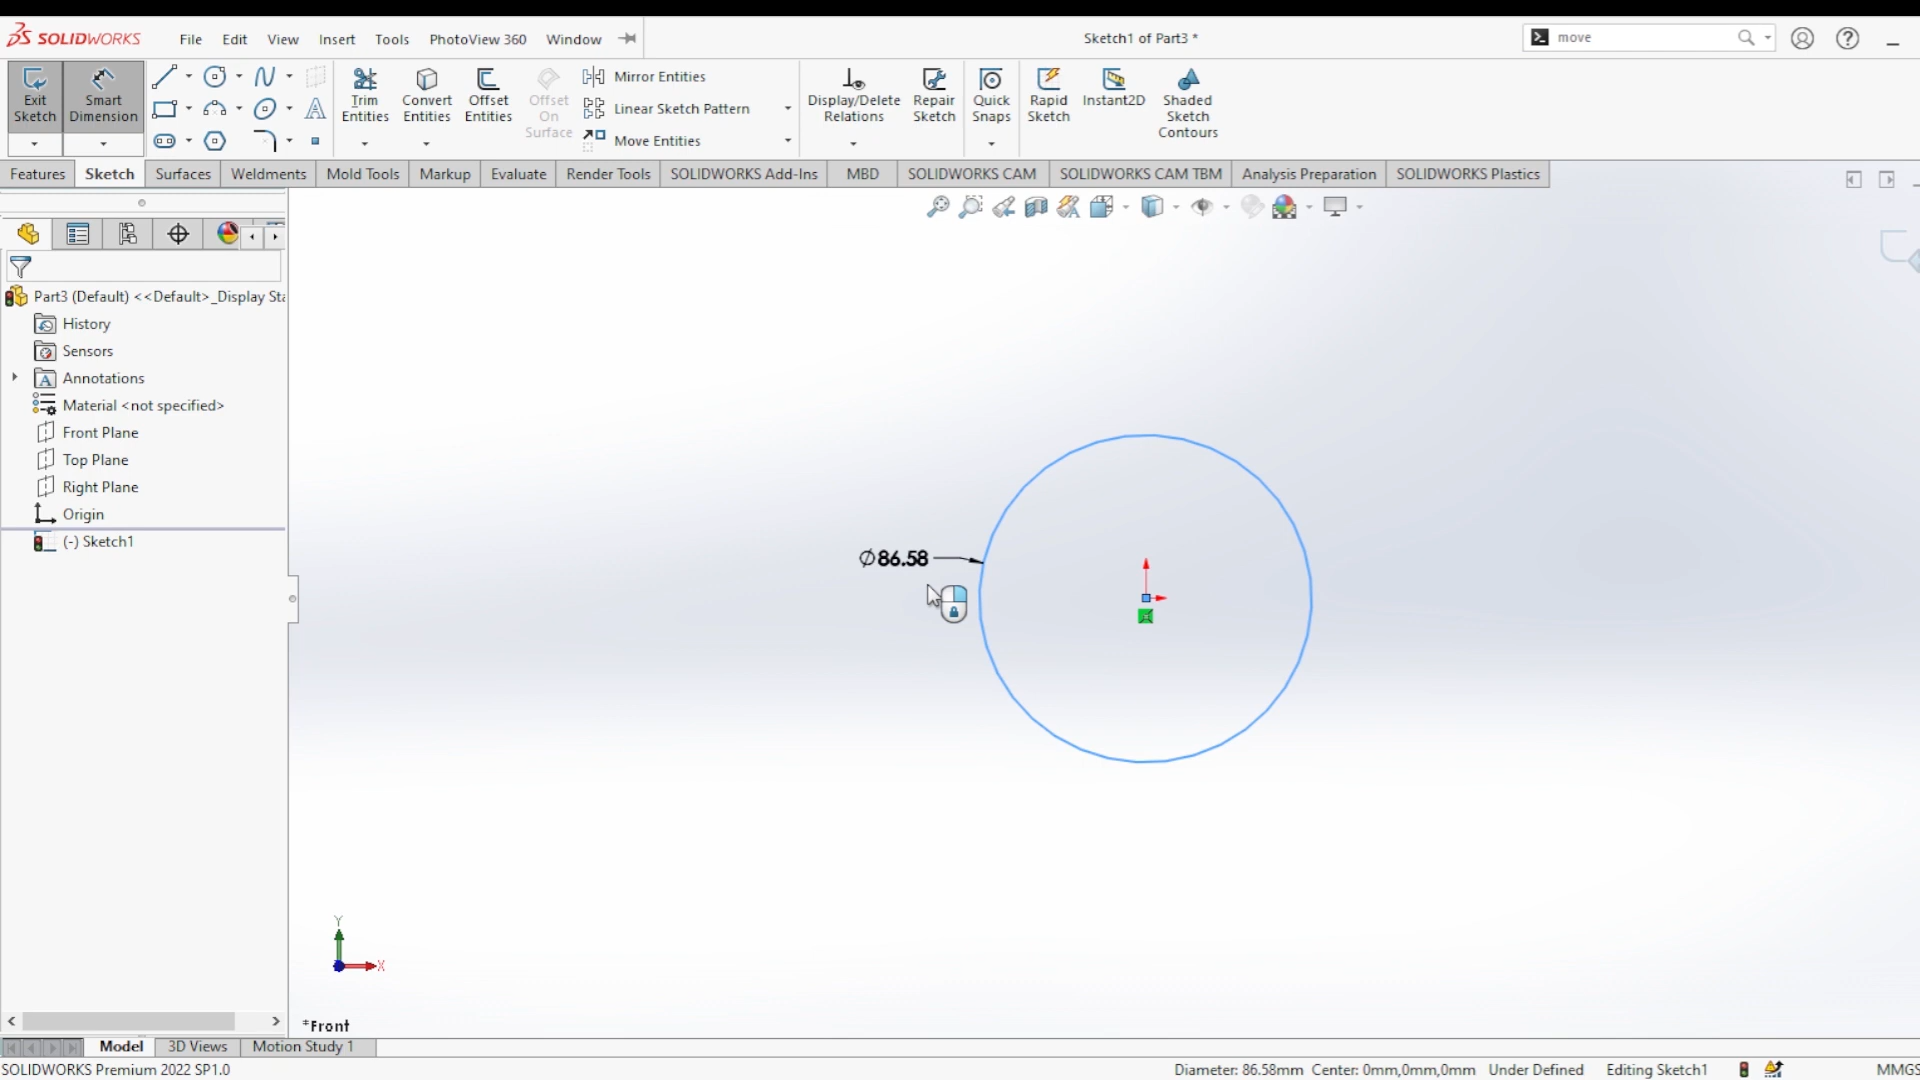 SOLIDWORKS
File Edit View Insert Tools PhotoView 360 Window
Sketch1 of Part3 *
move
Exit Sketch
Smart Dimension
Trim Entities
Convert Entities
Offset Entities
Offset On Surface
Mirror Entities
Linear Sketch Pattern
Move Entities
Display/Delete Relations
Repair Sketch
Quick Snaps
Rapid Sketch
Instant2D
Shaded Sketch Contours
Features Sketch Surfaces Weldments Mold Tools Markup Evaluate Render Tools SOLIDWORKS Add-Ins MBD SOLIDWORKS CAM SOLIDWORKS CAM TBM Analysis Preparation SOLIDWORKS Plastics
Part3 (Default) <<Default>_Display Sta
History
Sensors
Annotations
Material <not specified>
Front Plane
Top Plane
Right Plane
Origin
(-) Sketch1
∅86.58
Y
X
*Front
Model 3D Views Motion Study 1
SOLIDWORKS Premium 2022 SP1.0
Diameter: 86.58mm Center: 0mm,0mm,0mm Under Defined Editing Sketch1 MMGS